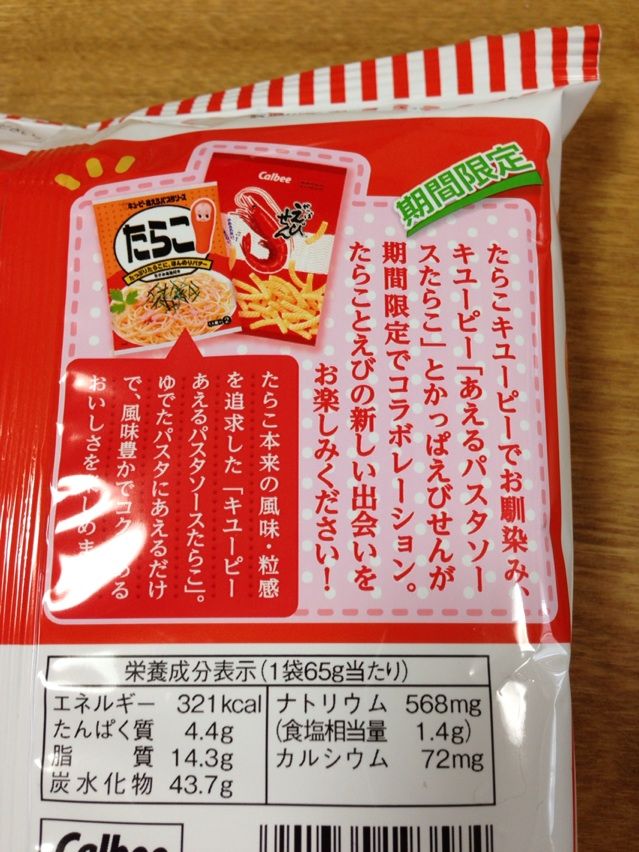 期間限定
たらこキユーピーでお馴染み、
キユーピー「あえるパスタソー
スたらこ」とかっぱえびせんが
期間限定でコラボレーション。
たらことえびの新しい出会いを
お楽しみください!
Calbee
えびせん
キユーピーあえるパスタソース
たらこ
たらこ本来の風味・粒感
を追求した「キユーピー
あえるパスタソースたらこ」。
ゆでたパスタにあえるだけ
で、風味豊かでコク
おいしさを
栄養成分表示(1袋65g当たり)
エネルギー 321kcal
たんぱく質 4.4g
脂 質 14.3g
炭水化物 43.7g
ナトリウム 568mg
(食塩相当量 1.4g)
カルシウム 72mg
Calbee